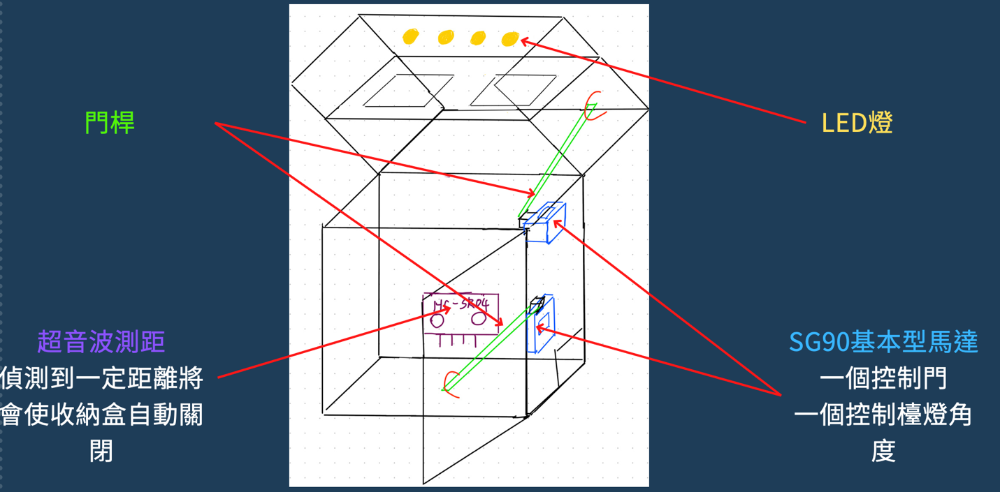 門桿
LED燈
HC-SR04
超音波測距
偵測到一定距離將
會使收納盒自動關
閉
SG90基本型馬達
一個控制門
一個控制檯燈角
度